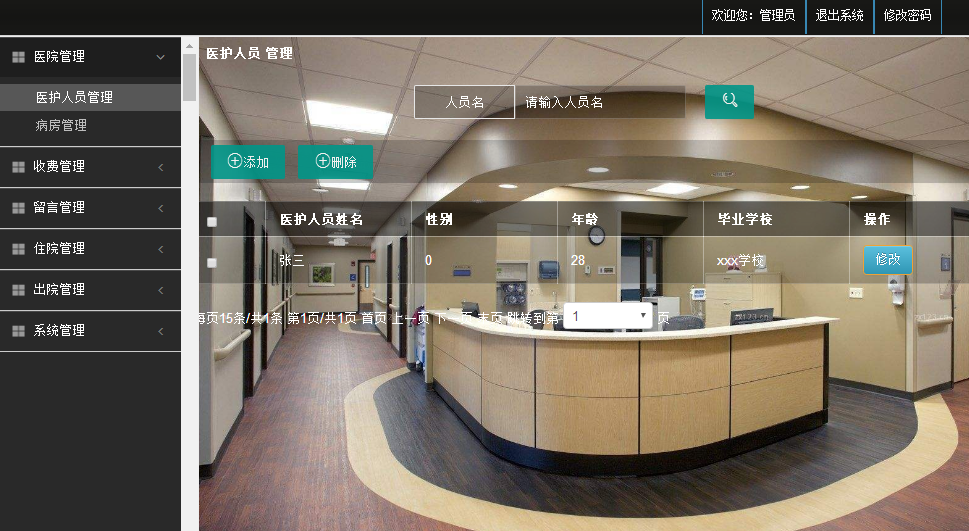 欢迎您：管理员 退出系统 修改密码
医院管理
医护人员管理
病房管理
收费管理
留言管理
住院管理
出院管理
系统管理
医护人员 管理
人员名 请输入人员名
添加 删除
医护人员姓名 性别 年龄 毕业学校 操作
张三 0 28 xxx学校 修改
每页15条/共1条 第1页/共1页 首页 上一页 下一页 末页 跳转到第 1 页